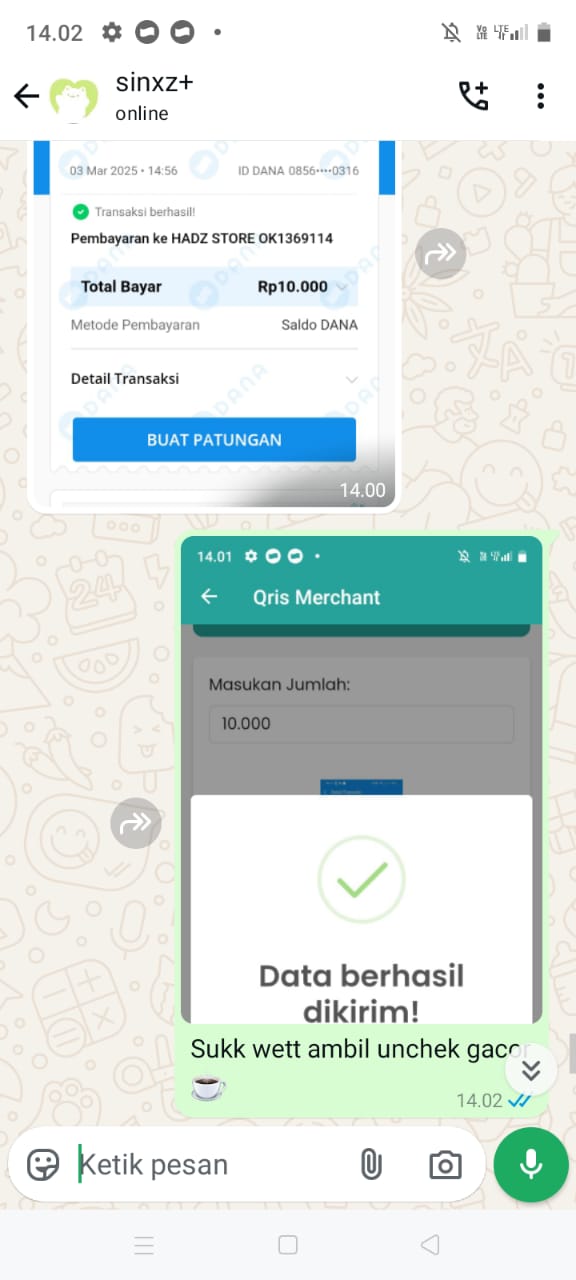 14.02
sinxz+
online
03 Mar 2025 • 14:56
ID DANA 0856••••0316
Transaksi berhasil!
Pembayaran ke HADZ STORE OK1369114
Total Bayar Rp10.000
Metode Pembayaran Saldo DANA
Detail Transaksi
BUAT PATUNGAN
14.00
14.01
Qris Merchant
Masukan Jumlah:
10.000
Data berhasil
dikirim!
Sukk wett ambil unchek gacor
☕
14.02
Ketik pesan